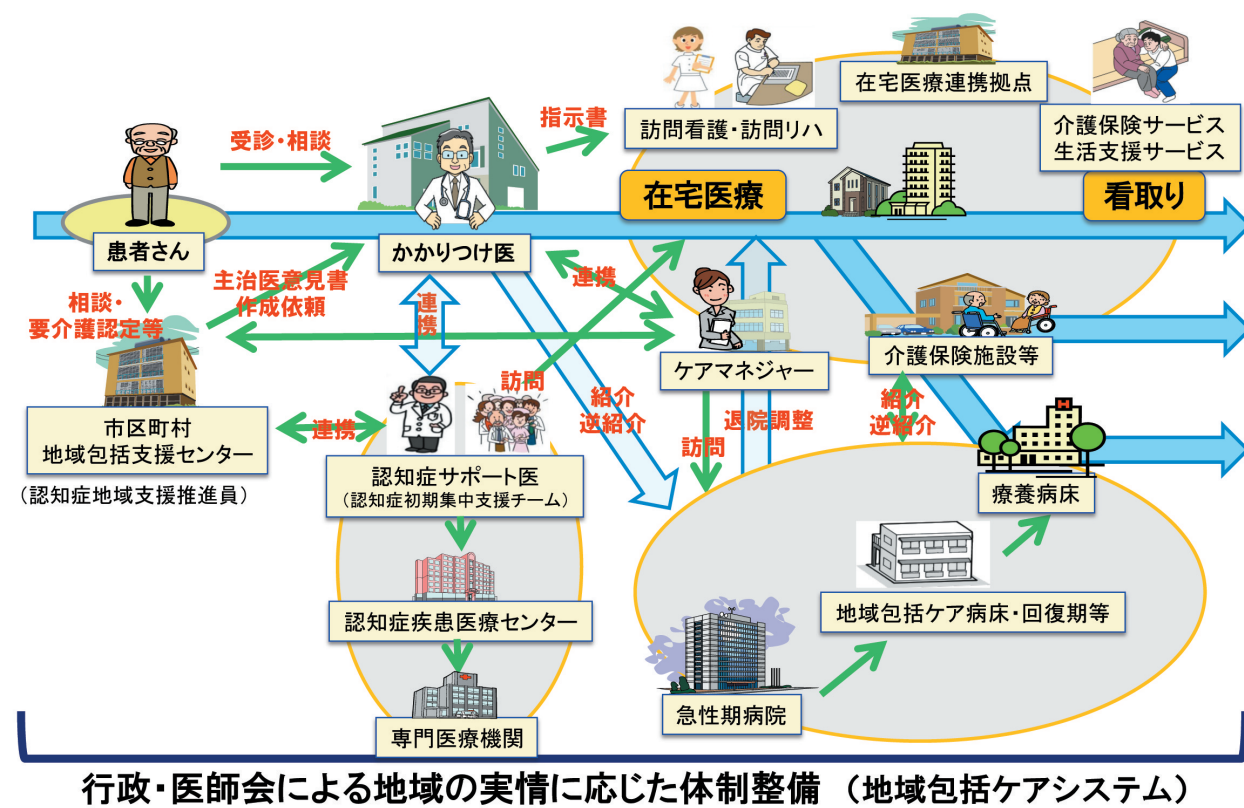 在宅医療連携拠点
訪問看護・訪問リハ
介護保険サービス
生活支援サービス
指示書
受診・相談
在宅医療
看取り
患者さん
かかりつけ医
主治医意見書
作成依頼
連携
連携
相談・
要介護認定等
ケアマネジャー
介護保険施設等
訪問
紹介
逆紹介
退院調整
訪問
紹介
逆紹介
市区町村
地域包括支援センター
(認知症地域支援推進員)
連携
認知症サポート医
(認知症初期集中支援チーム)
療養病床
認知症疾患医療センター
地域包括ケア病床・回復期等
急性期病院
専門医療機関
行政・医師会による地域の実情に応じた体制整備 (地域包括ケアシステム)